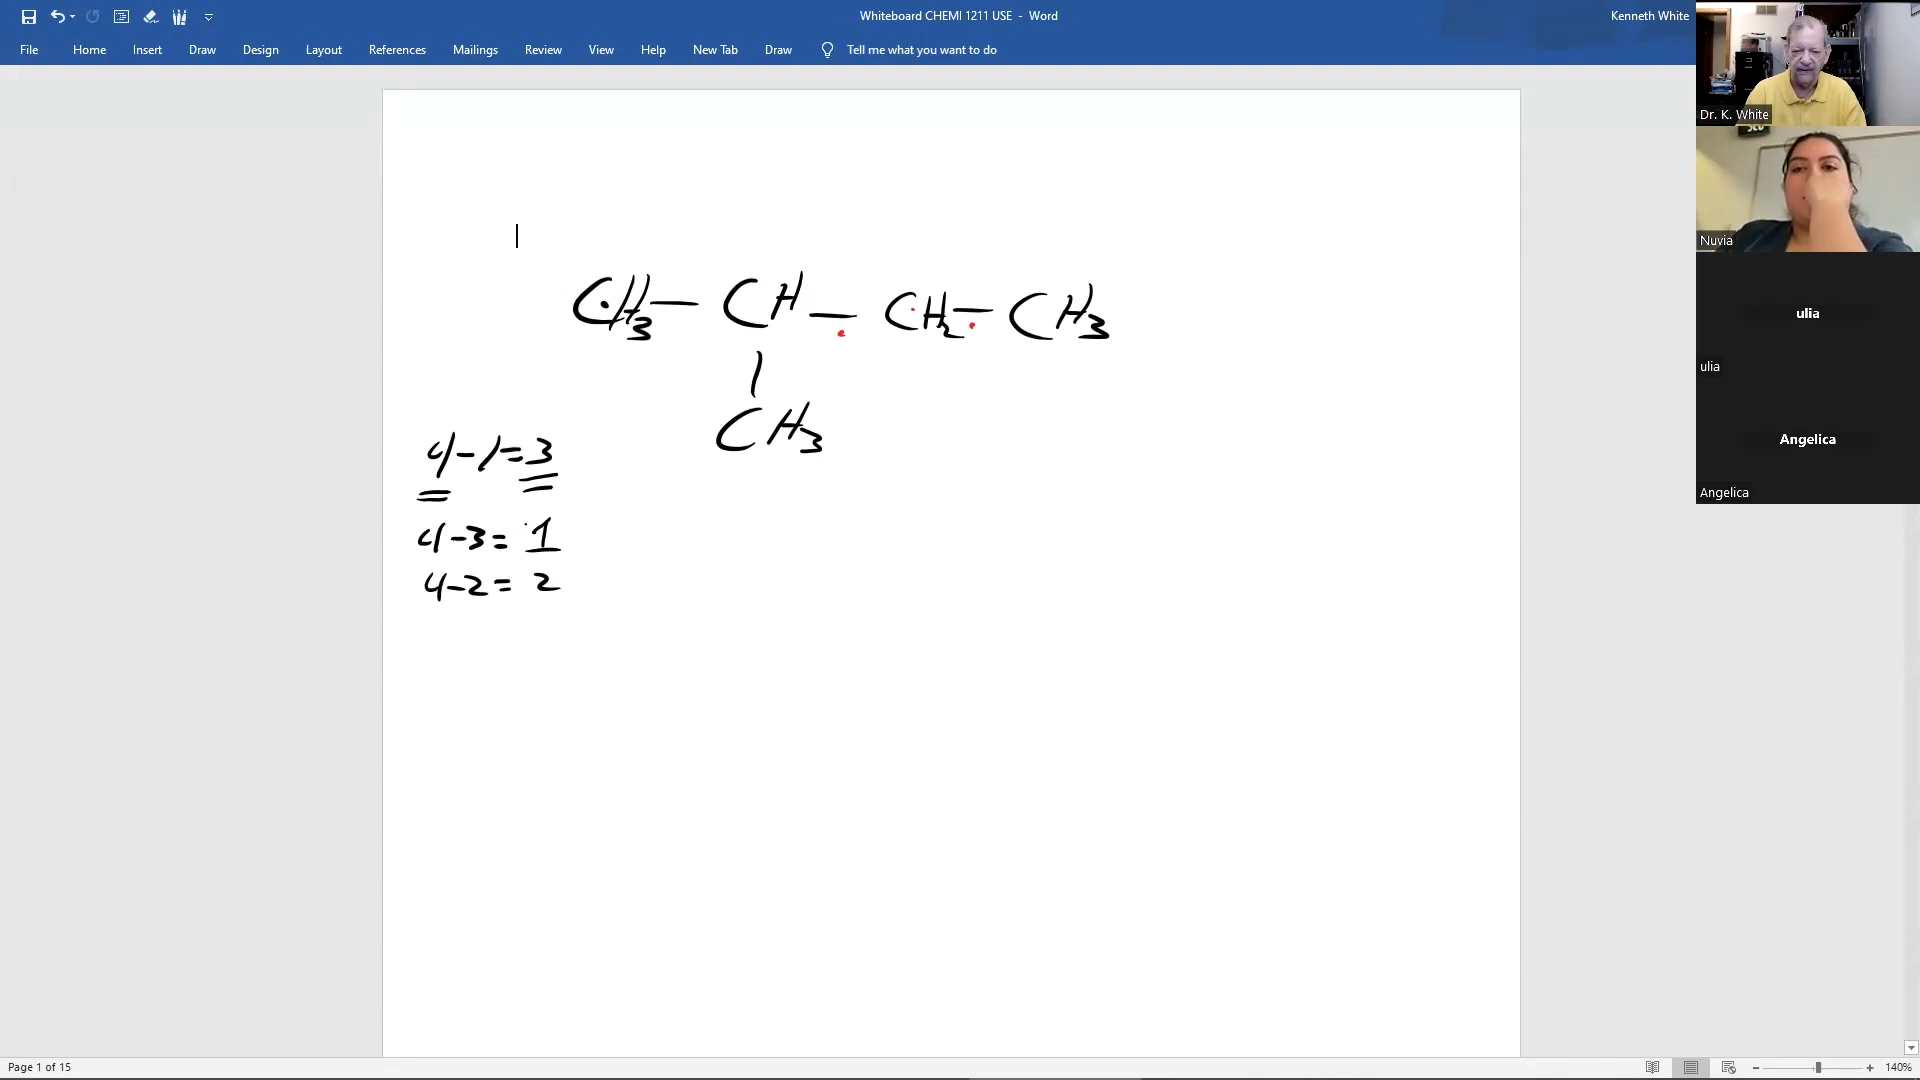 Whiteboard CHEMI 1211 USE - Word
Kenneth White
File Home Insert Draw Design Layout References Mailings Review View Help New Tab Draw Tell me what you want to do
Dr. K. White
Nuvia
ulia
ulia
Angelica
Angelica
CH3 — CH — CH2 — CH3
|
CH3
4-1=3
4-3=1
4-2=2
Page 1 of 15
140%